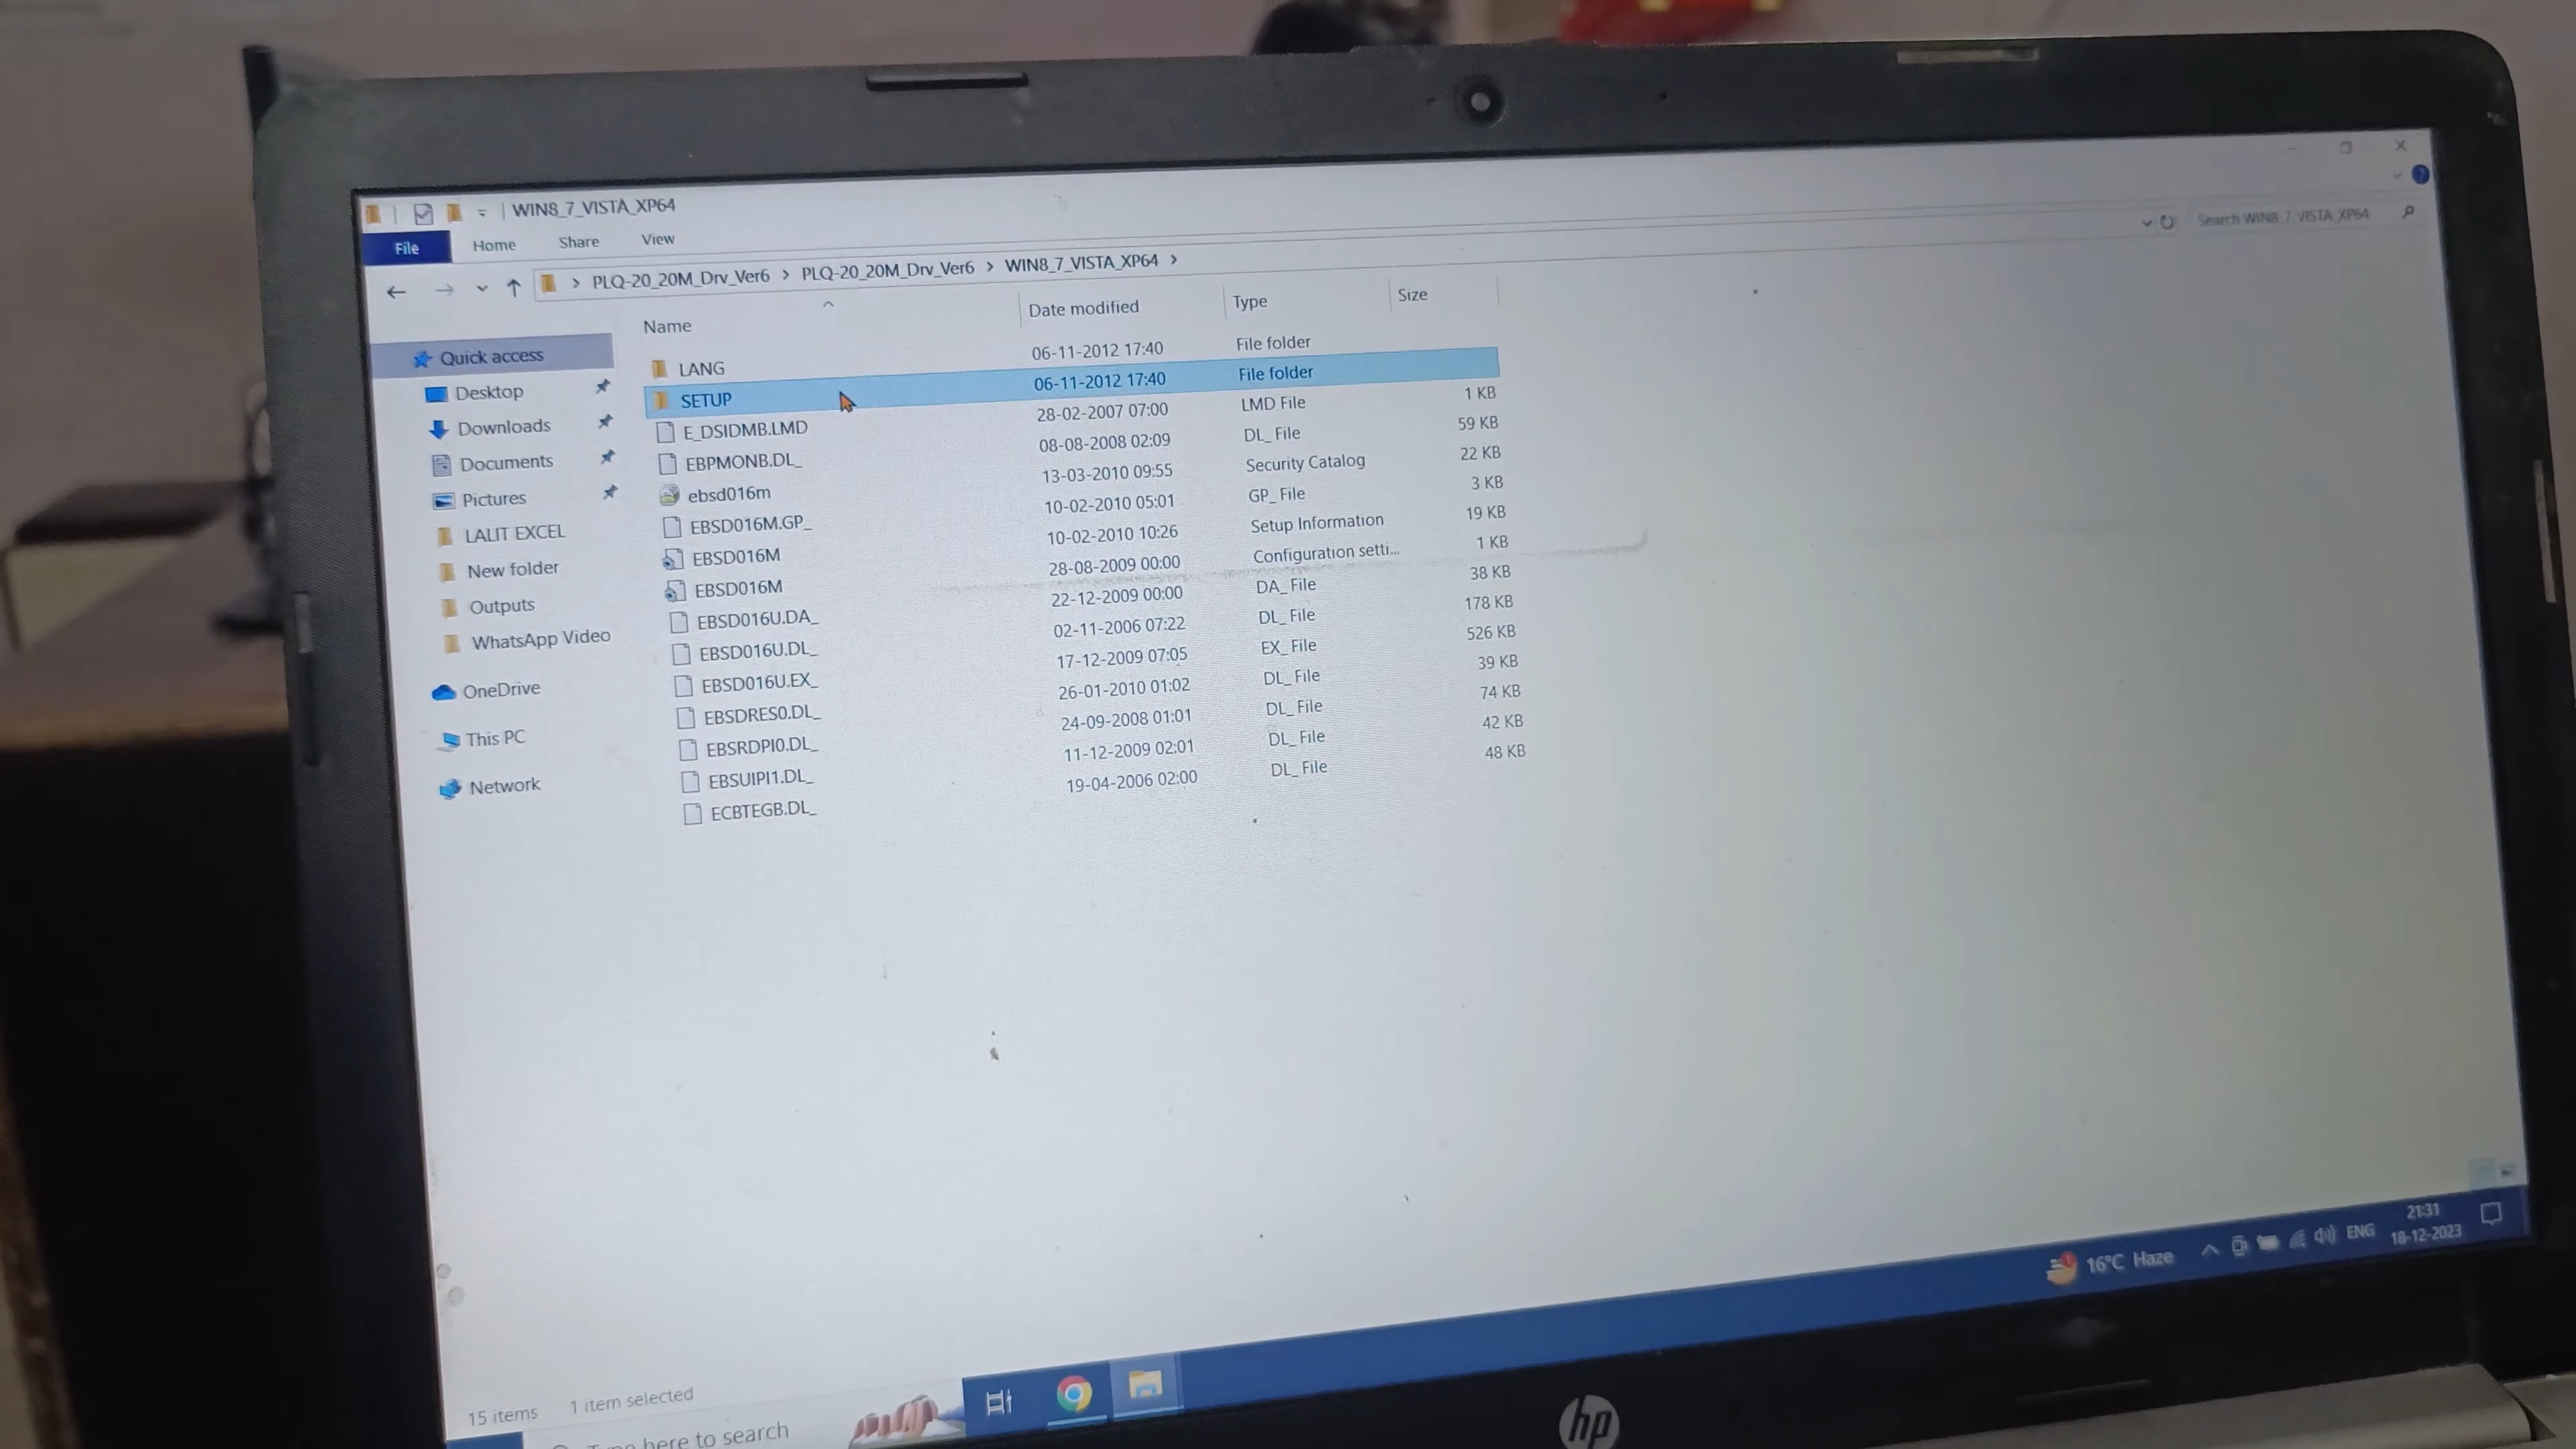 WIN8_7_VISTA_XP64
File Home Share View
PLQ-20_20M_Drv_Ver6 > PLQ-20_20M_Drv_Ver6 > WIN8_7_VISTA_XP64 >
Search WIN8_7_VISTA_XP64
Name Date modified Type Size
Quick access
Desktop
Downloads
Documents
Pictures
LALIT EXCEL
New folder
Outputs
WhatsApp Video
OneDrive
This PC
Network
LANG 06-11-2012 17:40 File folder
SETUP 06-11-2012 17:40 File folder
E_DSIDMB.LMD 28-02-2007 07:00 LMD File 1 KB
EBPMONB.DL_ 08-08-2008 02:09 DL_ File 59 KB
ebsd016m 13-03-2010 09:55 Security Catalog 22 KB
EBSD016M.GP_ 10-02-2010 05:01 GP_ File 3 KB
EBSD016M 10-02-2010 10:26 Setup Information 19 KB
EBSD016M 28-08-2009 00:00 Configuration setti... 1 KB
EBSD016U.DA_ 22-12-2009 00:00 DA_ File 38 KB
EBSD016U.DL_ 02-11-2006 07:22 DL_ File 178 KB
EBSD016U.EX_ 17-12-2009 07:05 EX_ File 526 KB
EBSDRES0.DL_ 26-01-2010 01:02 DL_ File 39 KB
EBSRDPI0.DL_ 24-09-2008 01:01 DL_ File 74 KB
EBSUIPI1.DL_ 11-12-2009 02:01 DL_ File 42 KB
ECBTEGB.DL_ 19-04-2006 02:00 DL_ File 48 KB
15 items 1 item selected
here to search
16°C Haze
ENG
21:31
18-12-2023
hp